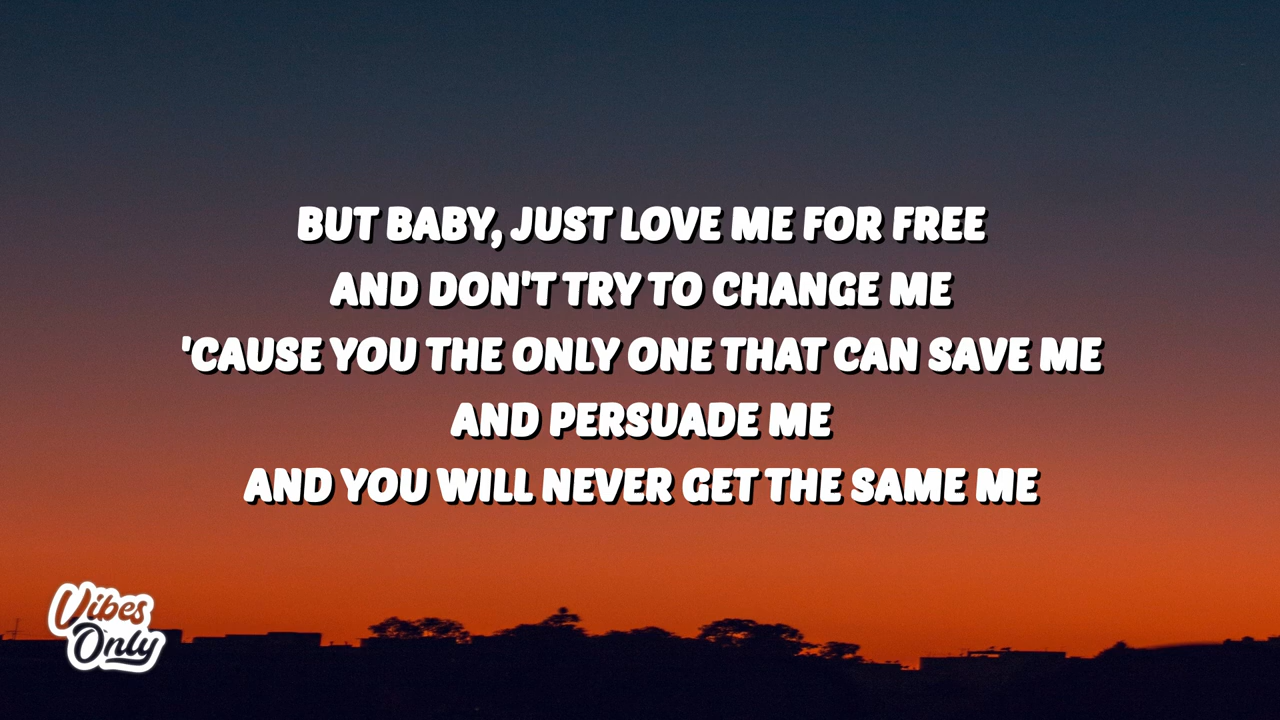 BUT BABY, JUST LOVE ME FOR FREE
AND DON'T TRY TO CHANGE ME
'CAUSE YOU THE ONLY ONE THAT CAN SAVE ME
AND PERSUADE ME
AND YOU WILL NEVER GET THE SAME ME
Vibes
Only